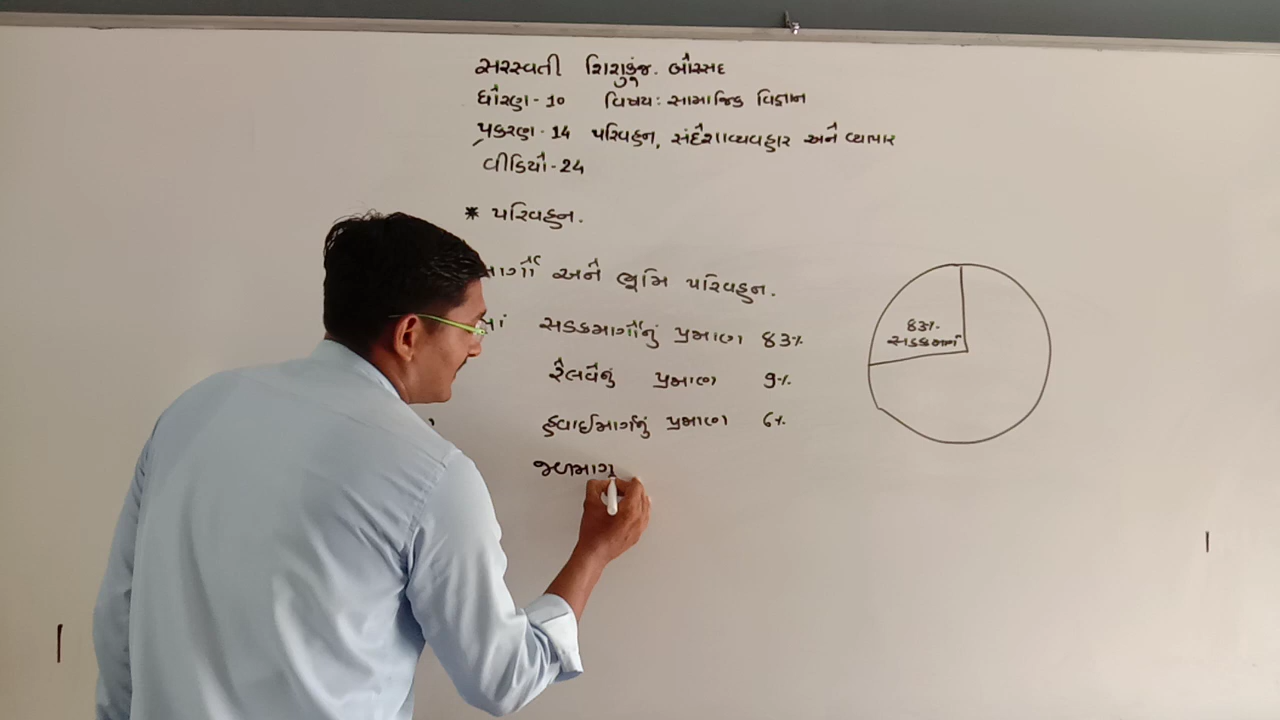 સરસ્વતી શિશુકુંજ. બોરસદ
ધોરણ - 10 વિષય: સામાજિક વિજ્ઞાન
પ્રકરણ - 14 પરિવહન, સંદેશાવ્યવહાર અને વ્યાપાર
વીડિયો - 24
* પરિવહન.
અને ભૂમિ પરિવહન.
સડકમાર્ગોનું પ્રમાણ 83%
રેલવેનું પ્રમાણ 9%
હવાઈમાર્ગનું પ્રમાણ 6%
જળમાગ
83%
સડકમાર્ગ